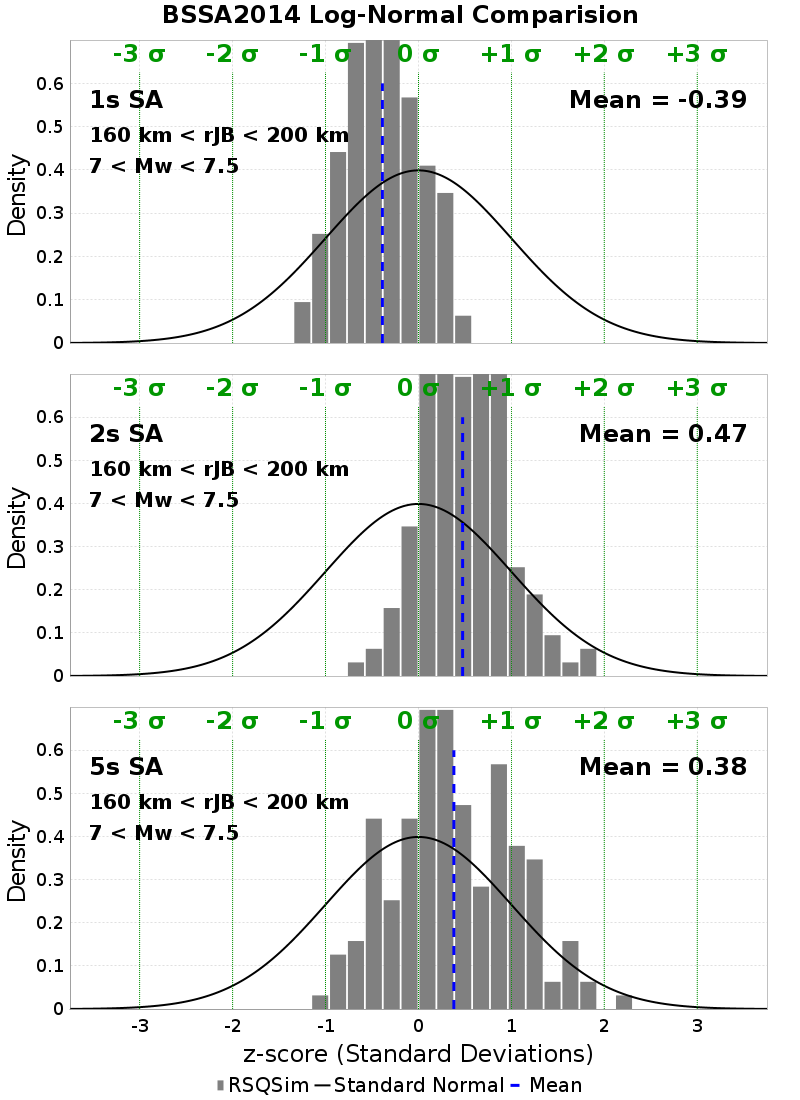 BSSA2014 Log-Normal Comparision
-3 σ -2 σ -1 σ 0 σ +1 σ +2 σ +3 σ
0.6
1s SA Mean = -0.39
0.5
160 km < rJB < 200 km
7 < Mw < 7.5
0.4
0.3
0.2
0.1
0
Density
-3 σ -2 σ -1 σ 0 σ +1 σ +2 σ +3 σ
0.6
2s SA Mean = 0.47
0.5
160 km < rJB < 200 km
7 < Mw < 7.5
0.4
0.3
0.2
0.1
0
Density
-3 σ -2 σ -1 σ 0 σ +1 σ +2 σ +3 σ
0.6
5s SA Mean = 0.38
0.5
160 km < rJB < 200 km
7 < Mw < 7.5
0.4
0.3
0.2
0.1
0
Density
-3 -2 -1 0 1 2 3
z-score (Standard Deviations)
RSQSim Standard Normal Mean